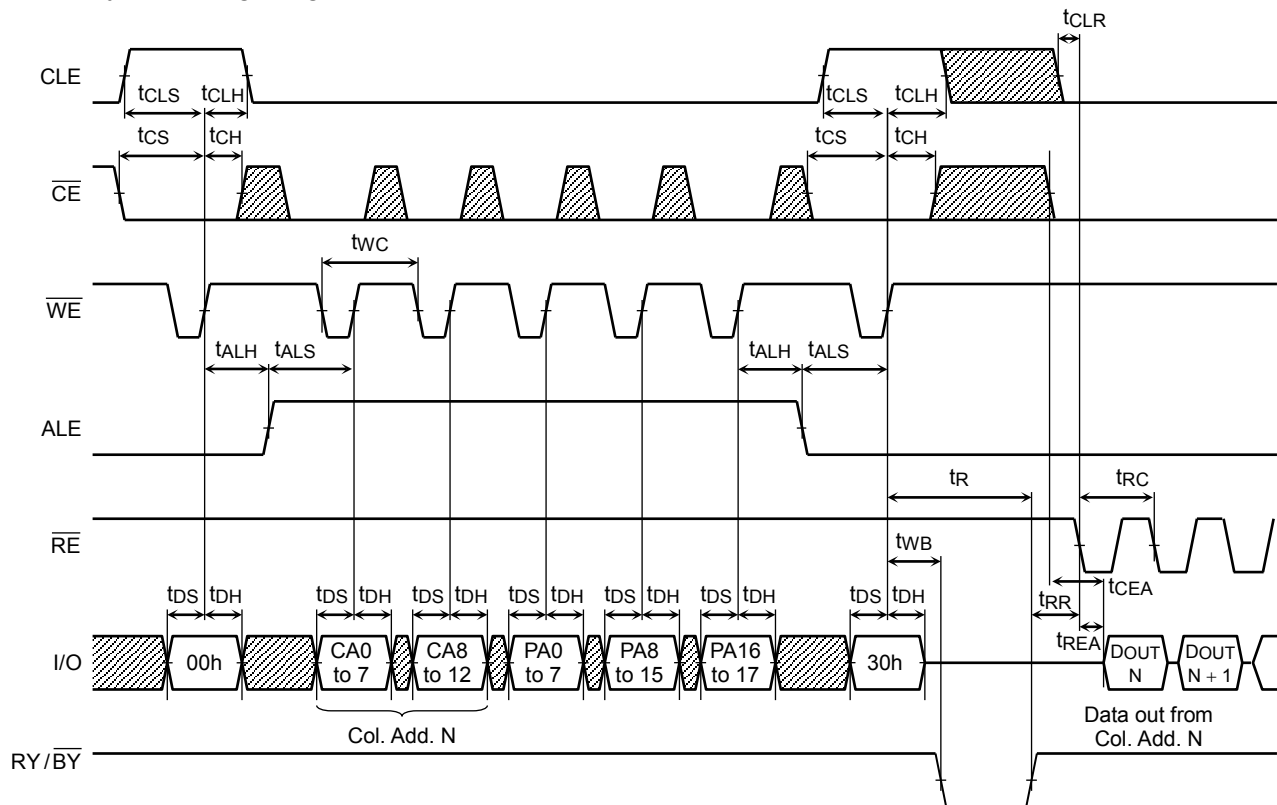 tCLR
CLE
tCLS
tCLH
tCLS
tCLH
tCS
tCH
tCS
tCH
CE
tWC
WE
tALH
tALS
tALH
tALS
ALE
tR
tRC
RE
tWB
tCEA
tDS
tDH
tDS
tDH
tDS
tDH
tDS
tDH
tDS
tDH
tDS
tDH
tDS
tDH
tRR
tREA
I/O
00h
CA0
to 7
CA8
to 12
PA0
to 7
PA8
to 15
PA16
to 17
30h
DOUT
N
DOUT
N + 1
Col. Add. N
Data out from
Col. Add. N
RY/BY